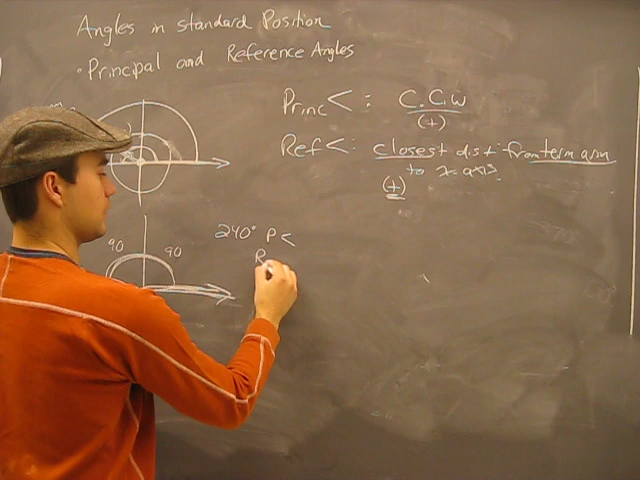 Angles in standard Position
• Principal and Reference Angles
Princ < : C.C.W
(+)
Ref < : closest dist from term arm
to x-axis
(+)
90
90
240° P <
R